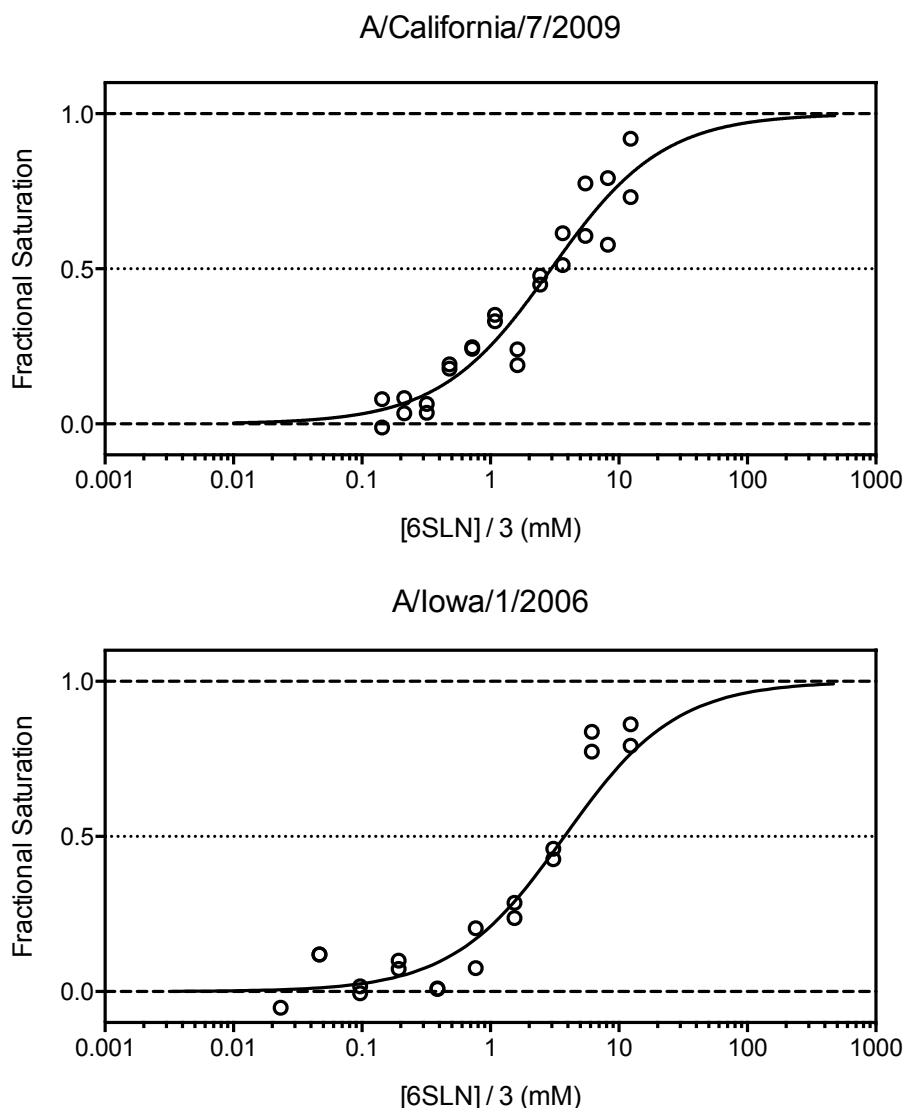 A/California/7/2009
Fractional Saturation
1.0
0.5
0.0
0.001 0.01 0.1 1 10 100 1000
[6SLN] / 3 (mM)
A/Iowa/1/2006
Fractional Saturation
1.0
0.5
0.0
0.001 0.01 0.1 1 10 100 1000
[6SLN] / 3 (mM)